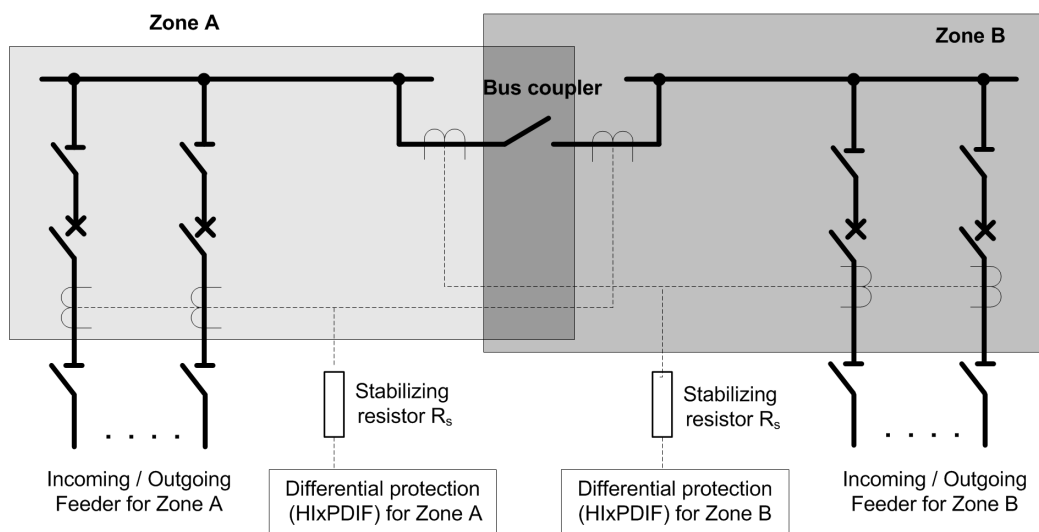 Zone A
Zone B
Bus coupler
Stabilizing
resistor Rs
Stabilizing
resistor Rs
. . . .
. . . .
Incoming / Outgoing
Feeder for Zone A
Differential protection
(HIxPDIF) for Zone A
Differential protection
(HIxPDIF) for Zone B
Incoming / Outgoing
Feeder for Zone B